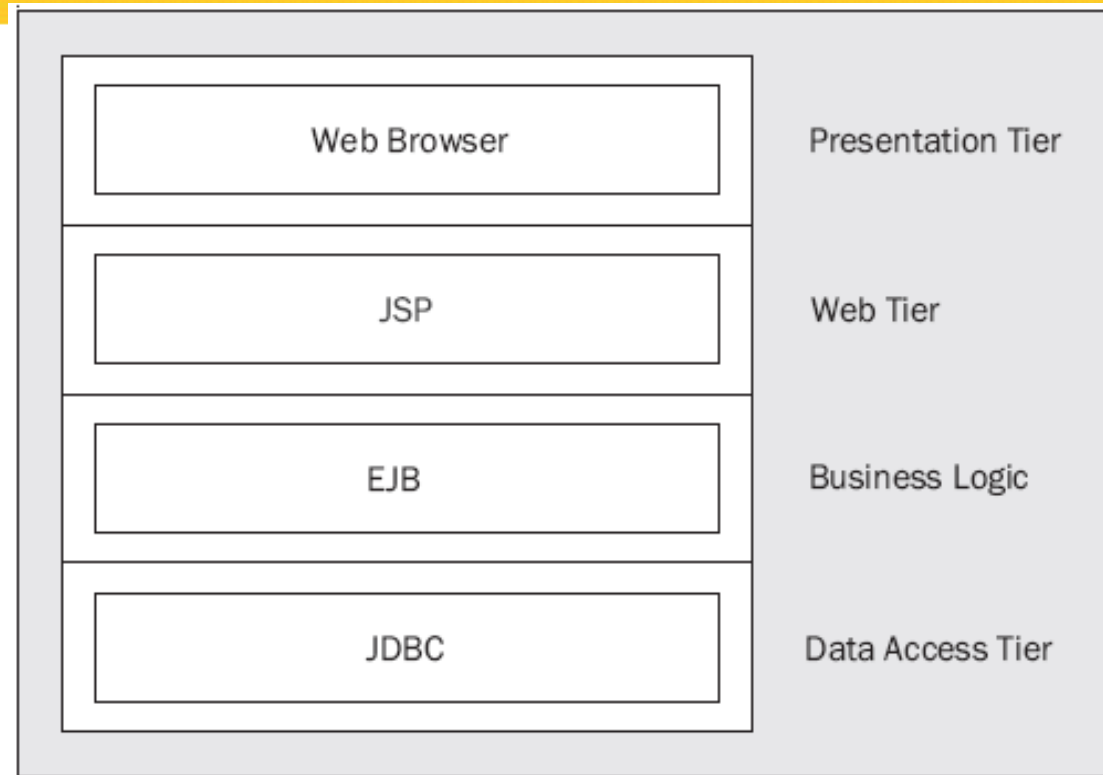 Web Browser
Presentation Tier
JSP
Web Tier
EJB
Business Logic
JDBC
Data Access Tier